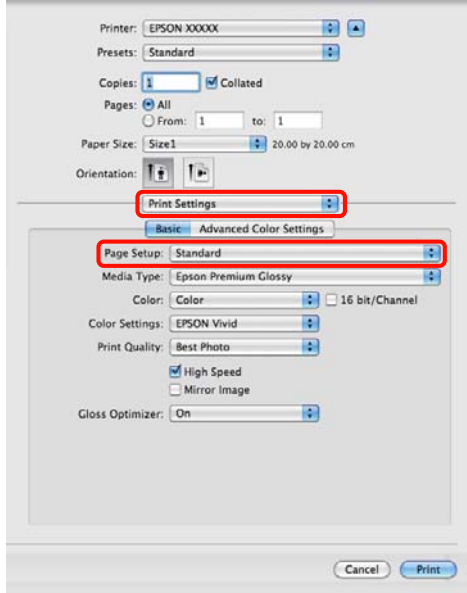 Printer: EPSON XXXXX
Presets: Standard
Copies: 1 Collated
Pages: All
From: 1 to: 1
Paper Size: Size1 20.00 by 20.00 cm
Orientation:
Print Settings
Basic Advanced Color Settings
Page Setup: Standard
Media Type: Epson Premium Glossy
Color: Color 16 bit/Channel
Color Settings: EPSON Vivid
Print Quality: Best Photo
High Speed
Mirror Image
Gloss Optimizer: On
Cancel Print